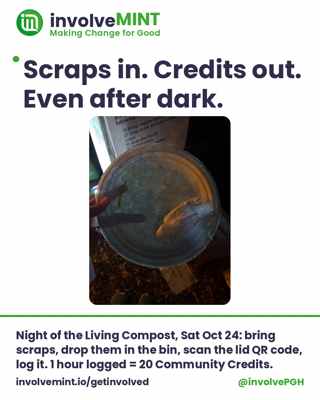 involveMINT
Making Change for Good
Scraps in. Credits out.
Even after dark.
Night of the Living Compost, Sat Oct 24: bring
scraps, drop them in the bin, scan the lid QR code,
log it. 1 hour logged = 20 Community Credits.
involvemint.io/getinvolved
@involvePGH